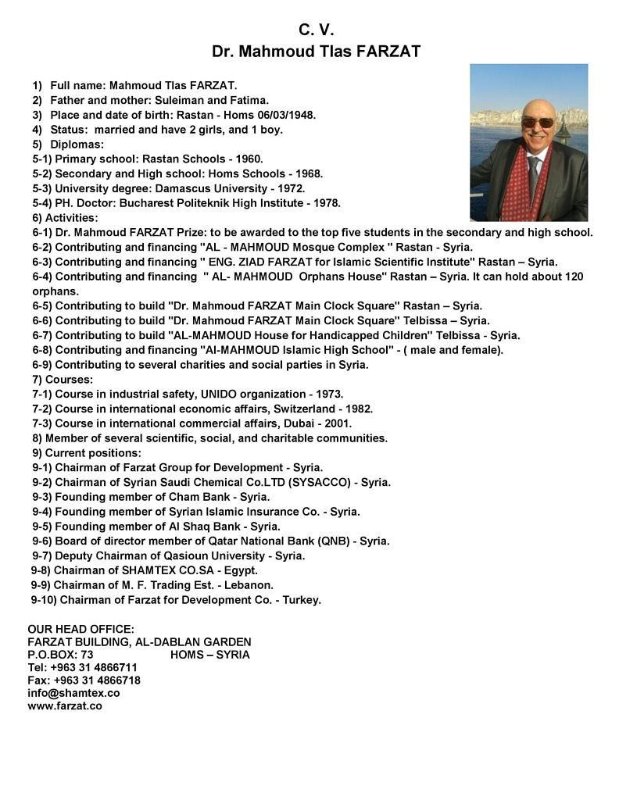 C. V.
Dr. Mahmoud Tlas FARZAT
1) Full name: Mahmoud Tlas FARZAT.
2) Father and mother: Suleiman and Fatima.
3) Place and date of birth: Rastan - Homs 06/03/1948.
4) Status: married and have 2 girls, and 1 boy.
5) Diplomas:
5-1) Primary school: Rastan Schools - 1960.
5-2) Secondary and High school: Homs Schools - 1968.
5-3) University degree: Damascus University - 1972.
5-4) PH. Doctor: Bucharest Politeknik High Institute - 1978.
6) Activities:
6-1) Dr. Mahmoud FARZAT Prize: to be awarded to the top five students in the secondary and high school.
6-2) Contributing and financing "AL - MAHMOUD Mosque Complex " Rastan - Syria.
6-3) Contributing and financing " ENG. ZIAD FARZAT for Islamic Scientific Institute" Rastan – Syria.
6-4) Contributing and financing " AL- MAHMOUD Orphans House" Rastan – Syria. It can hold about 120
orphans.
6-5) Contributing to build "Dr. Mahmoud FARZAT Main Clock Square" Rastan – Syria.
6-6) Contributing to build "Dr. Mahmoud FARZAT Main Clock Square" Telbissa – Syria.
6-7) Contributing to build "AL-MAHMOUD House for Handicapped Children" Telbissa - Syria.
6-8) Contributing and financing "Al-MAHMOUD Islamic High School" - ( male and female).
6-9) Contributing to several charities and social parties in Syria.
7) Courses:
7-1) Course in industrial safety, UNIDO organization - 1973.
7-2) Course in international economic affairs, Switzerland - 1982.
7-3) Course in international commercial affairs, Dubai - 2001.
8) Member of several scientific, social, and charitable communities.
9) Current positions:
9-1) Chairman of Farzat Group for Development - Syria.
9-2) Chairman of Syrian Saudi Chemical Co.LTD (SYSACCO) - Syria.
9-3) Founding member of Cham Bank - Syria.
9-4) Founding member of Syrian Islamic Insurance Co. - Syria.
9-5) Founding member of Al Shaq Bank - Syria.
9-6) Board of director member of Qatar National Bank (QNB) - Syria.
9-7) Deputy Chairman of Qasioun University - Syria.
9-8) Chairman of SHAMTEX CO.SA - Egypt.
9-9) Chairman of M. F. Trading Est. - Lebanon.
9-10) Chairman of Farzat for Development Co. - Turkey.
OUR HEAD OFFICE:
FARZAT BUILDING, AL-DABLAN GARDEN
P.O.BOX: 73 HOMS – SYRIA
Tel: +963 31 4866711
Fax: +963 31 4866718
info@shamtex.co
www.farzat.co